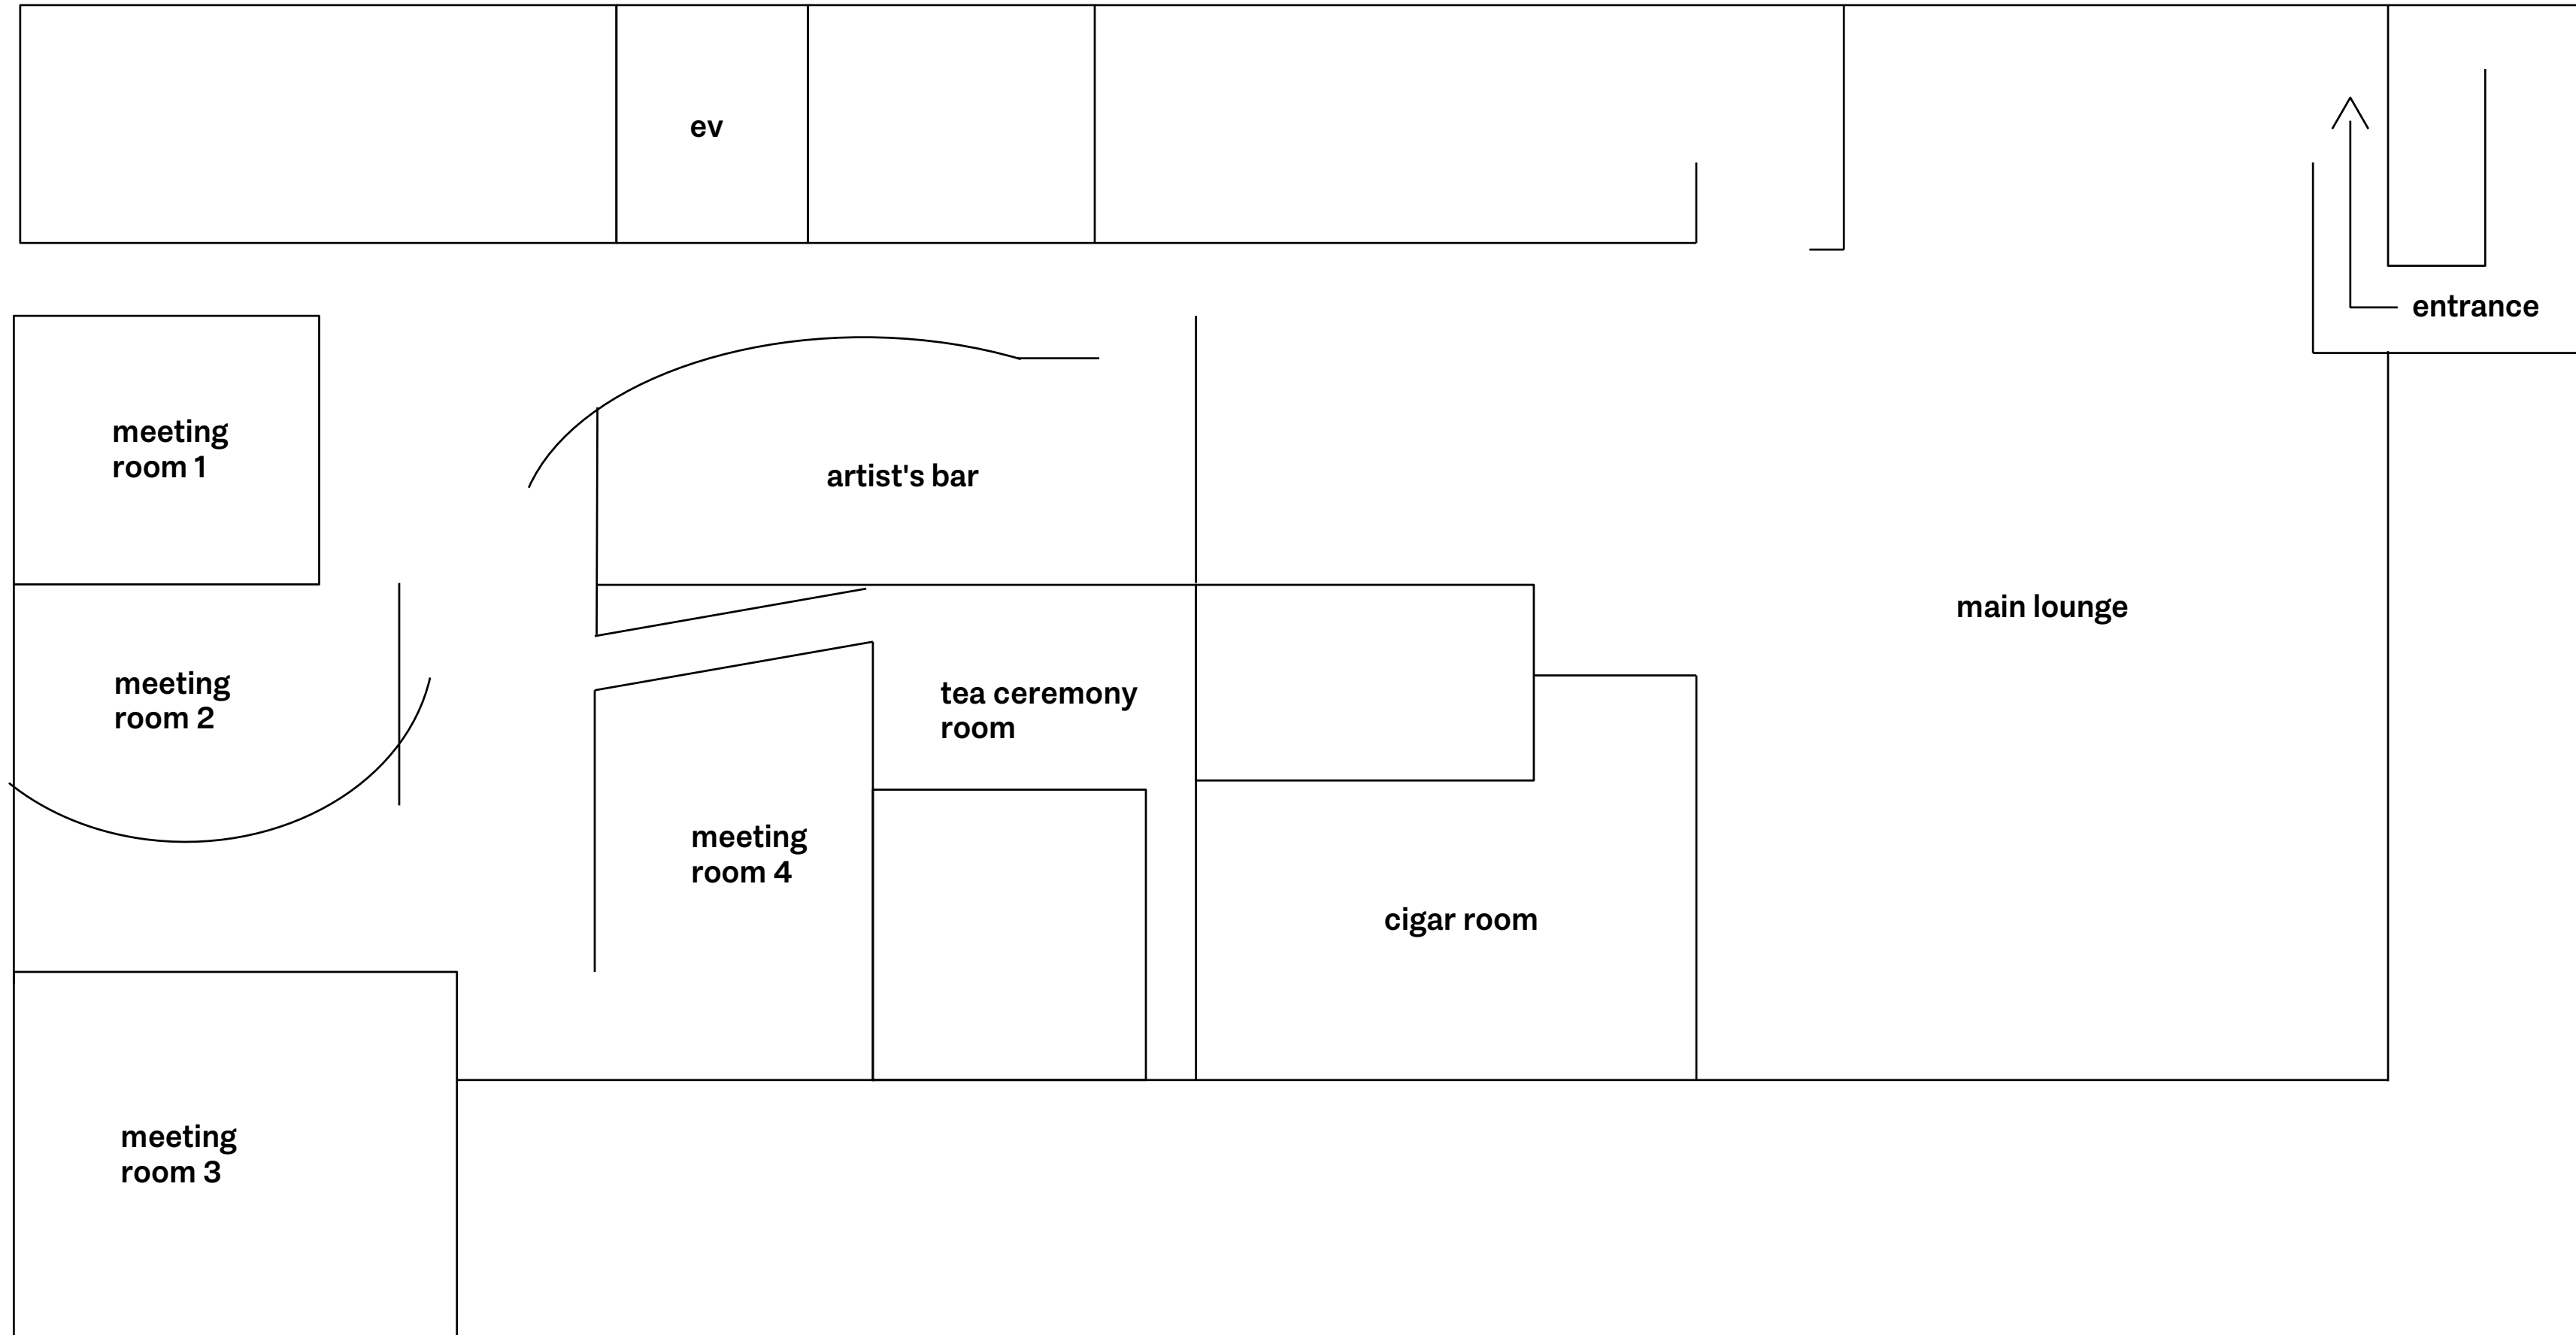 ev
entrance
meeting
room 1
artist's bar
main lounge
meeting
room 2
tea ceremony
room
meeting
room 4
cigar room
meeting
room 3